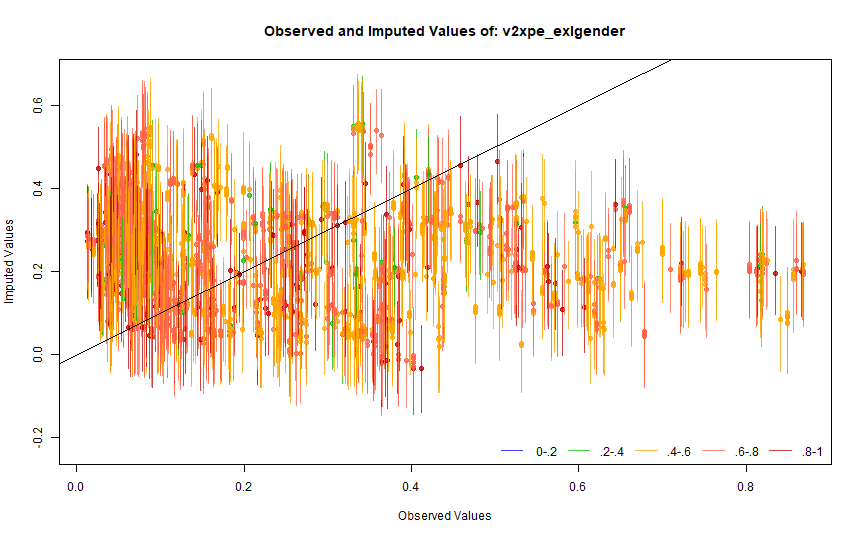 Observed and Imputed Values of: v2xpe_exlgender
Imputed Values
0.6
0.4
0.2
0.0
-0.2
0-.2 .2-.4 .4-.6 .6-.8 .8-1
0.0 0.2 0.4 0.6 0.8
Observed Values